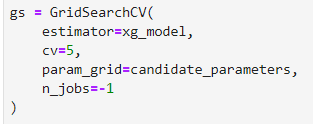 gs = GridSearchCV(
    estimator=xg_model,
    cv=5,
    param_grid=candidate_parameters,
    n_jobs=-1
)